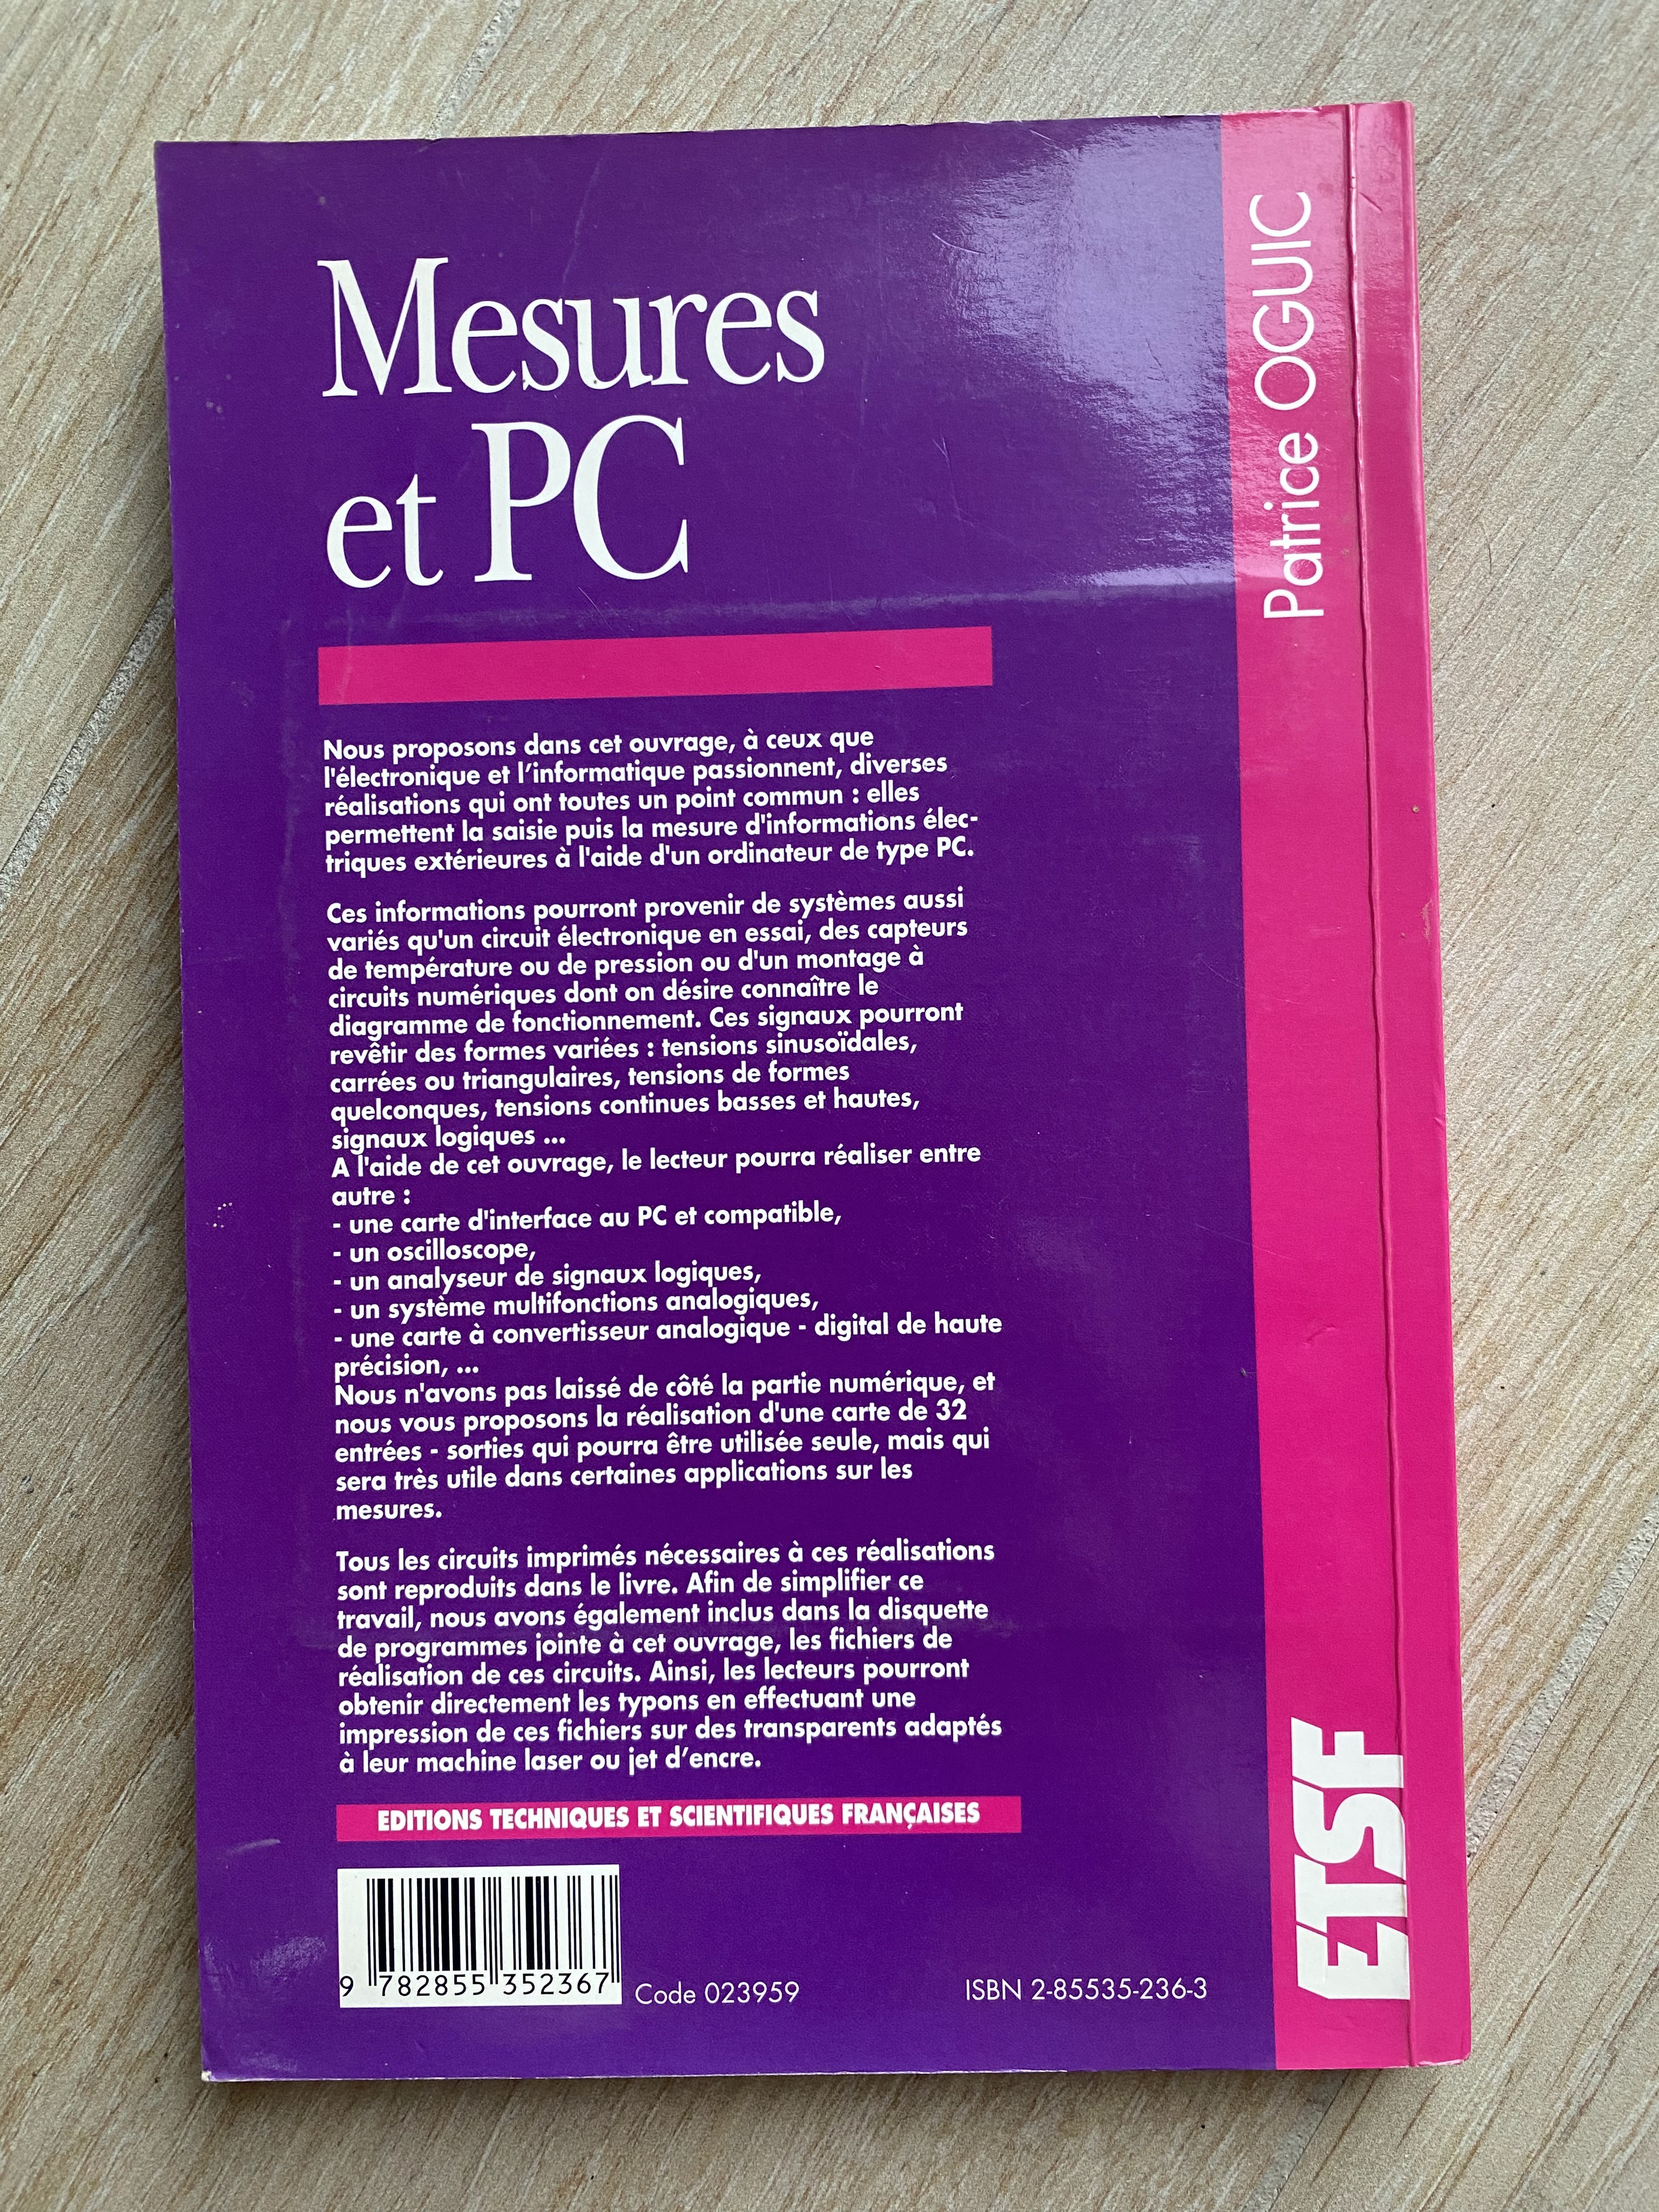 Mesures
et PC
Patrice OGUIC
Nous proposons dans cet ouvrage, à ceux que
l'électronique et l'informatique passionnent, diverses
réalisations qui ont toutes un point commun : elles
permettent la saisie puis la mesure d'informations élec-
triques extérieures à l'aide d'un ordinateur de type PC.
Ces informations pourront provenir de systèmes aussi
variés qu'un circuit électronique en essai, des capteurs
de température ou de pression ou d'un montage à
circuits numériques dont on désire connaître le
diagramme de fonctionnement. Ces signaux pourront
revêtir des formes variées : tensions sinusoïdales,
carrées ou triangulaires, tensions de formes
quelconques, tensions continues basses et hautes,
signaux logiques ...
A l'aide de cet ouvrage, le lecteur pourra réaliser entre
autre :
- une carte d'interface au PC et compatible,
- un oscilloscope,
- un analyseur de signaux logiques,
- un système multifonctions analogiques,
- une carte à convertisseur analogique - digital de haute
précision, ...
Nous n'avons pas laissé de côté la partie numérique, et
nous vous proposons la réalisation d'une carte de 32
entrées - sorties qui pourra être utilisée seule, mais qui
sera très utile dans certaines applications sur les
mesures.
Tous les circuits imprimés nécessaires à ces réalisations
sont reproduits dans le livre. Afin de simplifier ce
travail, nous avons également inclus dans la disquette
de programmes jointe à cet ouvrage, les fichiers de
réalisation de ces circuits. Ainsi, les lecteurs pourront
obtenir directement les typons en effectuant une
impression de ces fichiers sur des transparents adaptés
à leur machine laser ou jet d'encre.
EDITIONS TECHNIQUES ET SCIENTIFIQUES FRANÇAISES
9 782855 352367
Code 023959
ISBN 2-85535-236-3
ETSF